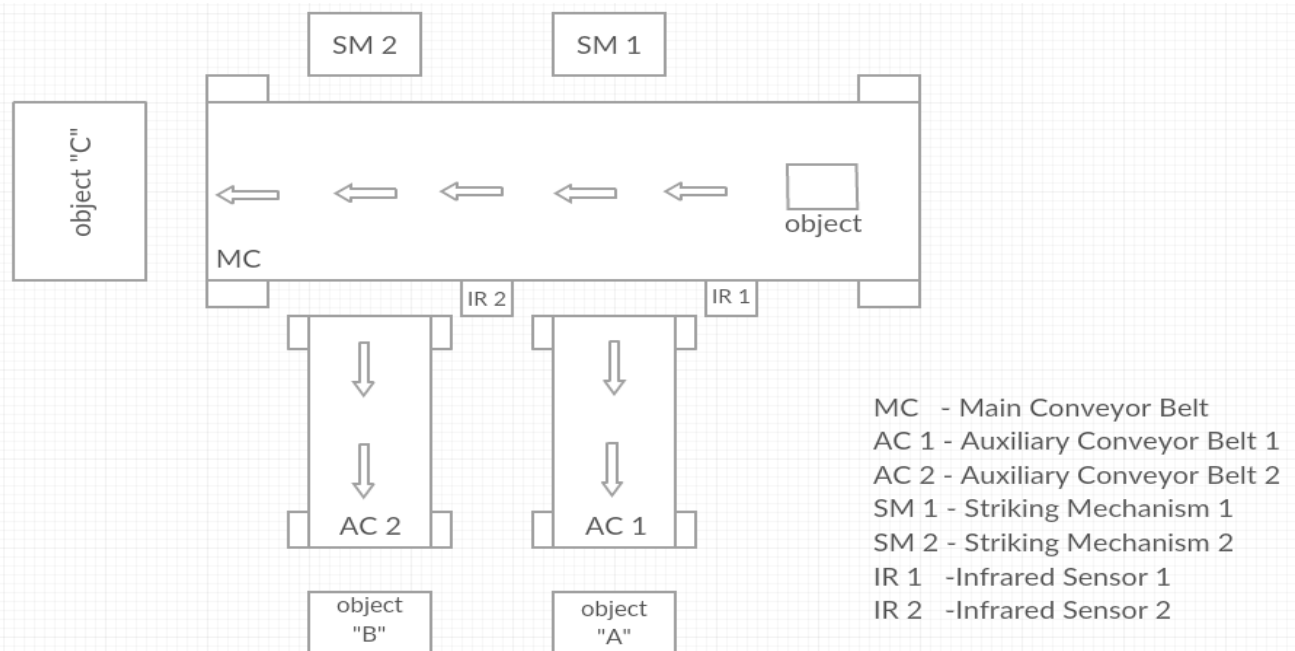 SM 2
SM 1
object "C"
object
MC
IR 2
IR 1
AC 2
AC 1
object
"B"
object
"A"
MC - Main Conveyor Belt
AC 1 - Auxiliary Conveyor Belt 1
AC 2 - Auxiliary Conveyor Belt 2
SM 1 - Striking Mechanism 1
SM 2 - Striking Mechanism 2
IR 1 -Infrared Sensor 1
IR 2 -Infrared Sensor 2